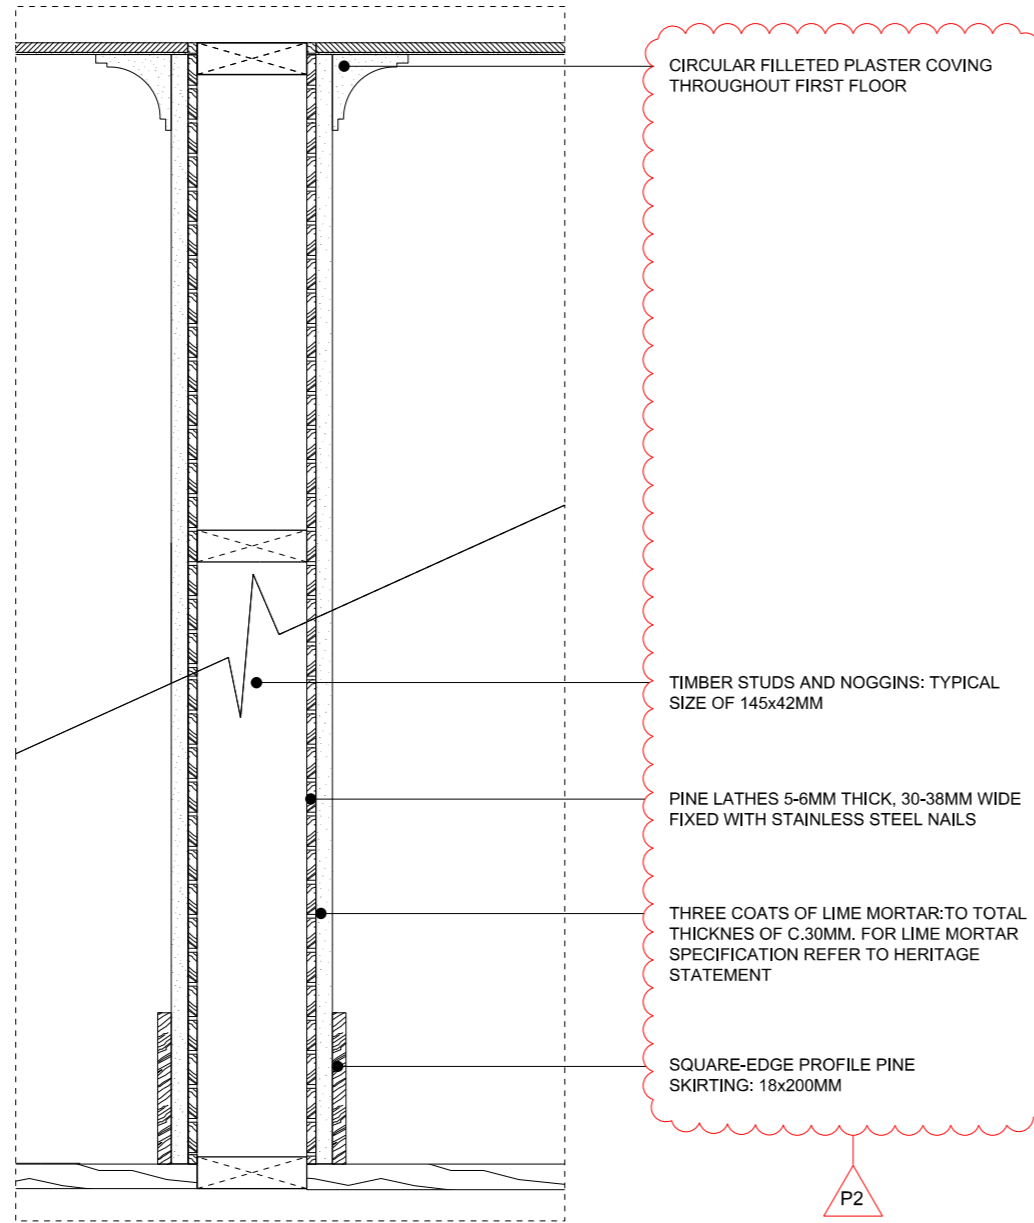 CIRCULAR FILLETED PLASTER COVING
THROUGHOUT FIRST FLOOR
TIMBER STUDS AND NOGGINS: TYPICAL
SIZE OF 145x42MM
PINE LATHES 5-6MM THICK, 30-38MM WIDE
FIXED WITH STAINLESS STEEL NAILS
THREE COATS OF LIME MORTAR:TO TOTAL
THICKNES OF C.30MM. FOR LIME MORTAR
SPECIFICATION REFER TO HERITAGE
STATEMENT
SQUARE-EDGE PROFILE PINE
SKIRTING: 18x200MM
P2